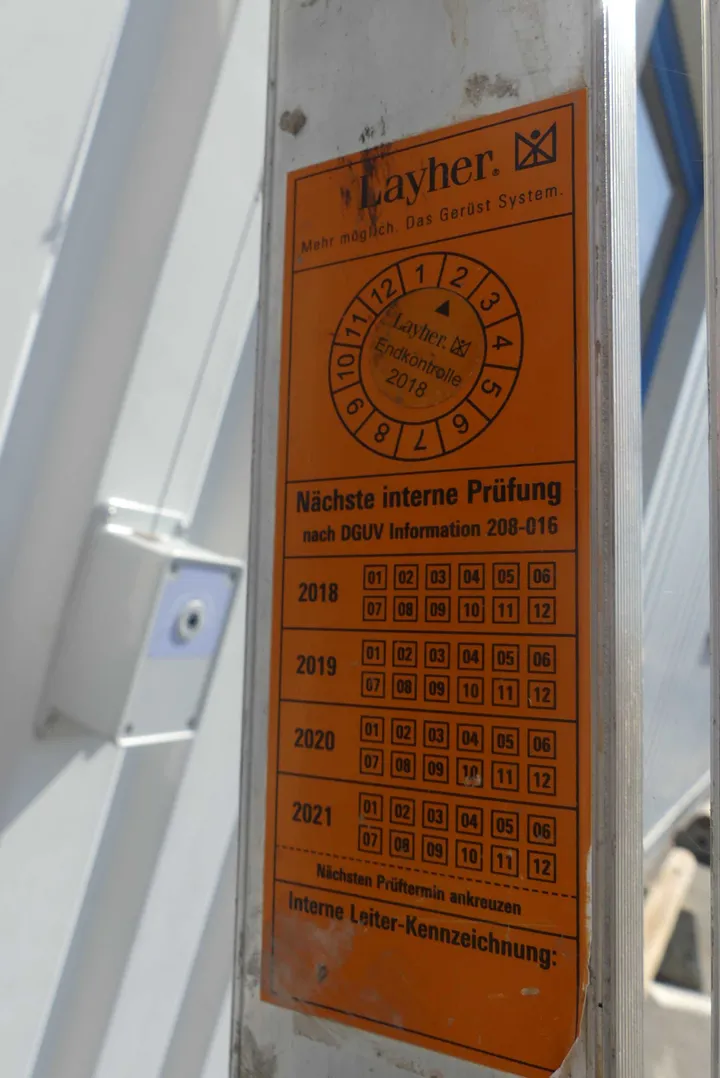 Layher.
Mehr möglich. Das Gerüst System.
1 2 3 4 5 6 7 8 9 10 11 12
Layher.
Endkontrolle
2018
Nächste interne Prüfung
nach DGUV Information 208-016
2018 01 02 03 04 05 06
07 08 09 10 11 12
2019 01 02 03 04 05 06
07 08 09 10 11 12
2020 01 02 03 04 05 06
07 08 09 10 11 12
2021 01 02 03 04 05 06
07 08 09 10 11 12
Nächsten Prüftermin ankreuzen
Interne Leiter-Kennzeichnung: